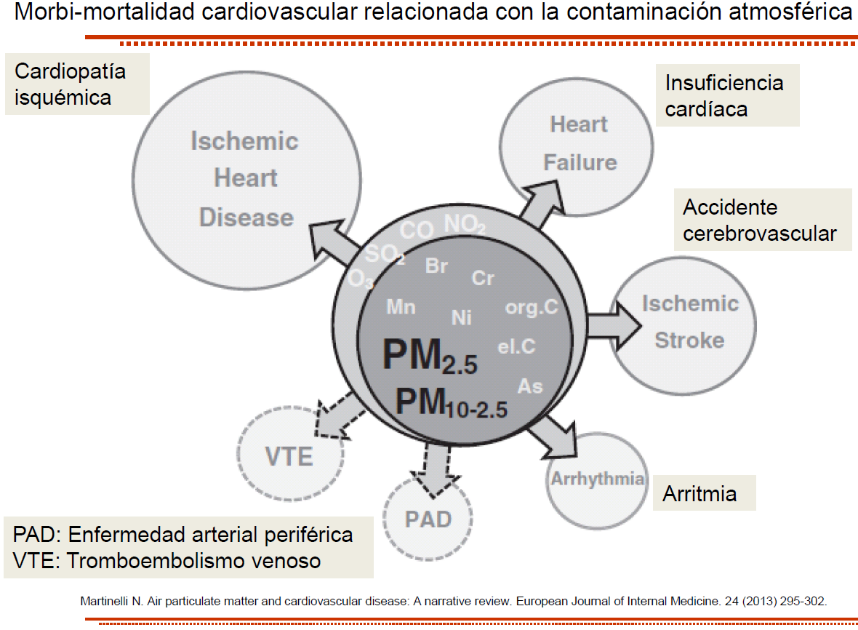 Morbi-mortalidad cardiovascular relacionada con la contaminación atmosférica
Cardiopatía
isquémica
Ischemic
Heart
Disease
Heart
Failure
Insuficiencia
cardíaca
Accidente
cerebrovascular
CO NO₂
SO₂
O₃
Br
Cr
Mn
Ni
org.C
el.C
As
PM2.5
PM10-2.5
Ischemic
Stroke
VTE
PAD
Arrhythmia
Arritmia
PAD: Enfermedad arterial periférica
VTE: Tromboembolismo venoso
Martinelli N. Air particulate matter and cardiovascular disease: A narrative review. European Journal of Internal Medicine. 24 (2013) 295-302.